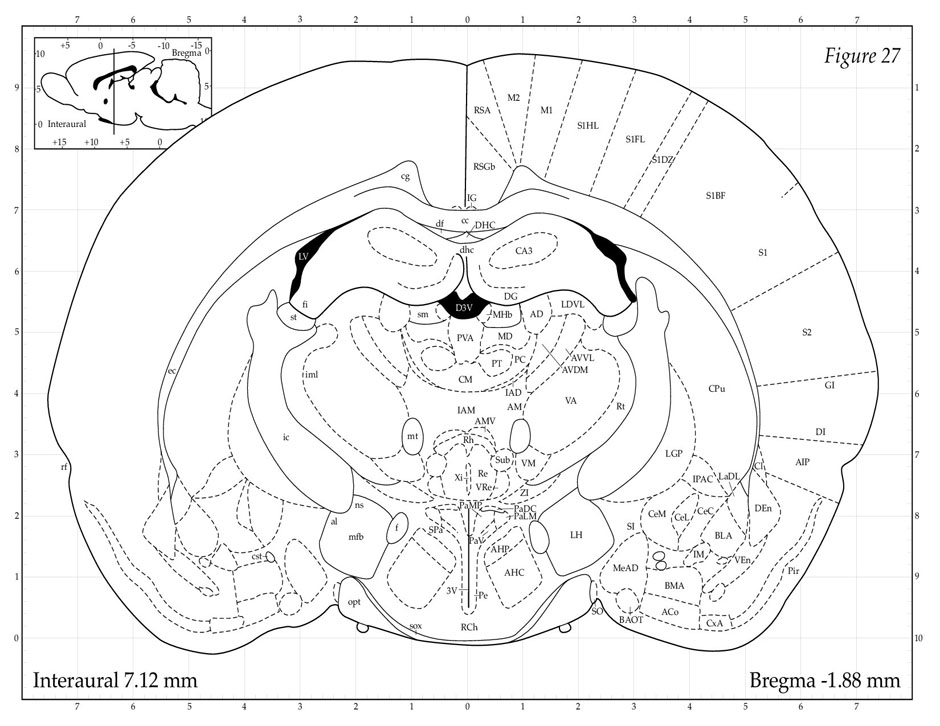 7 6 5 4 3 2 1 0 1 2 3 4 5 6 7
+5 0 -5 -10 -15
Bregma
10 0
5 5
0 Interaural
+15 +10 +5 0
Figure 27
9 1
8 2
7 3
6 4
5 5
4 6
3 7
2 8
1 9
0 10
RSA M2 M1 S1HL S1FL S1DZ
RSGb
cg
IG
S1BF
df cc DHC
dhc CA3
LV
S1
DG
fi
D3V
LDVL
st sm MHb AD
S2
PVA MD
PT PC AVVL
AVDM
ec iml CM
GI
IAD
CPu
AM AVA
IAM
Rt
AMV
DI
ic mt Rh
Sub VM
LGP
rf
AIP
Xi Re
CI
VRe ZI
IPAC LaDL
ns
PaMP PaDC
PaLM
CeM CeL CeC
DEn
al
SPa
f
mfb
PaV
LH
SI
BLA
AHP
cst
IM VEn
AHC
MeAD
BMA
Pir
3V Pe
opt
SO
ACo
BAOT
CxA
sox RCh
Interaural 7.12 mm
Bregma -1.88 mm
7 6 5 4 3 2 1 0 1 2 3 4 5 6 7